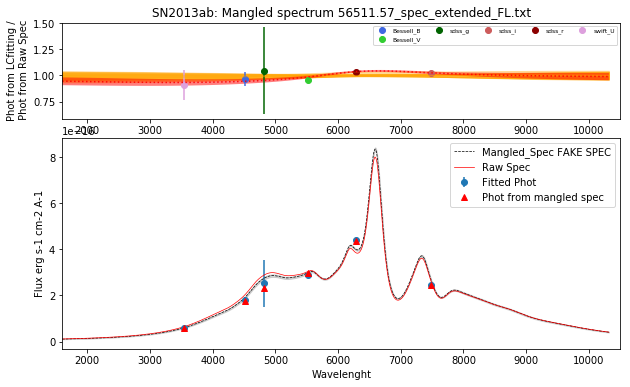 SN2013ab: Mangled spectrum 56511.57_spec_extended_FL.txt
Phot from LCfitting /
Phot from Raw Spec
1.50
1.25
1.00
0.75
Bessell_B
Bessell_V
sdss_g
sdss_i
sdss_r
swift_U
2000 3000 4000 5000 6000 7000 8000 9000 10000
1e−16
Flux erg s-1 cm-2 A-1
8
6
4
2
0
Mangled_Spec FAKE SPEC
Raw Spec
Fitted Phot
Phot from mangled spec
2000 3000 4000 5000 6000 7000 8000 9000 10000
Wavelenght